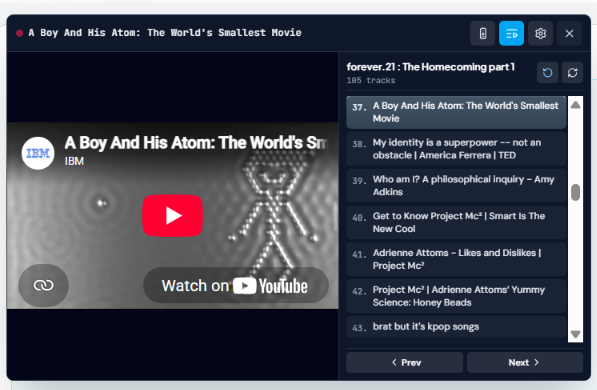 A Boy And His Atom: The World's Smallest Movie
IBM
A Boy And His Atom: The World's Sm
IBM
Watch on YouTube
forever.21 : The Homecoming part 1
105 tracks
37. A Boy And His Atom: The World's Smallest
Movie
38. My identity is a superpower -- not an
obstacle | America Ferrera | TED
39. Who am I? A philosophical inquiry - Amy
Adkins
40. Get to Know Project Mc² | Smart Is The
New Cool
41. Adrienne Attoms - Likes and Dislikes |
Project Mc²
42. Project Mc² | Adrienne Attoms' Yummy
Science: Honey Beads
43. brat but it's kpop songs
Prev
Next